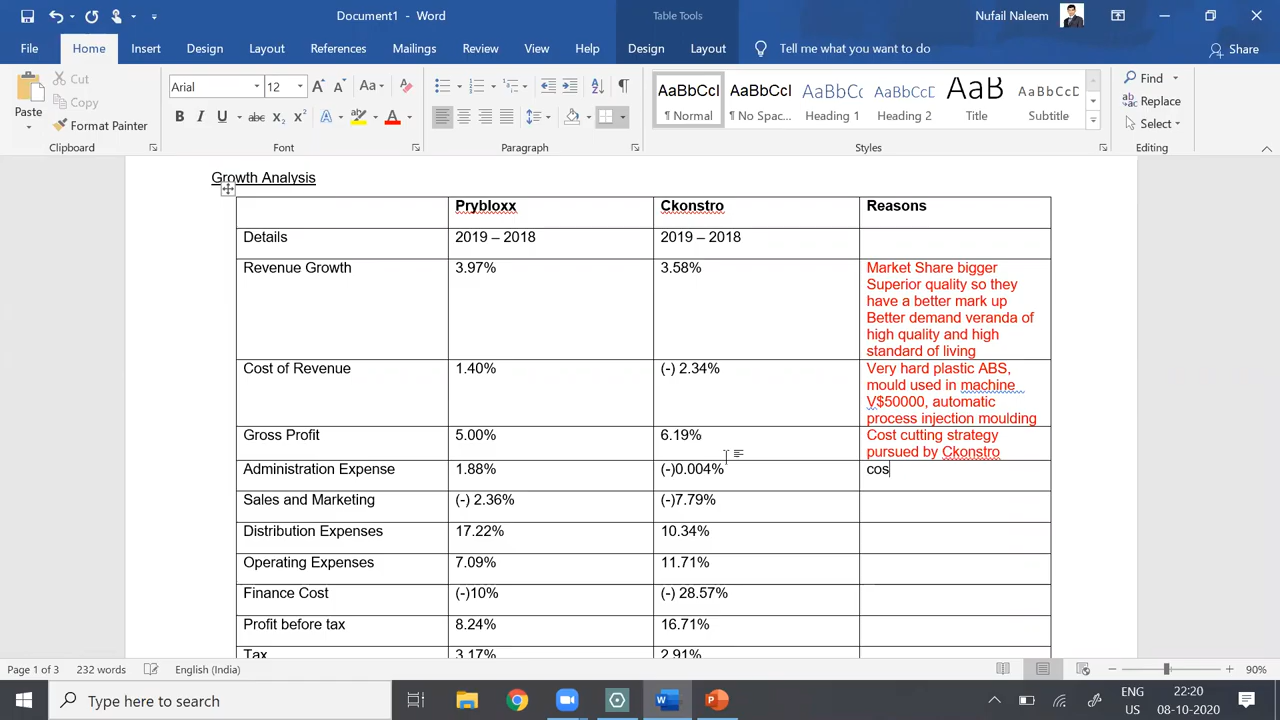 Document1 - Word
Table Tools
Nufail Naleem
File Home Insert Design Layout References Mailings Review View Help Design Layout Tell me what you want to do Share
Paste
Cut
Copy
Format Painter
Arial 12
Clipboard Font Paragraph Styles Editing
AaBbCcI AaBbCcI AaBbCc AaBbCcD AaB AaBbCcD
¶ Normal ¶ No Spac... Heading 1 Heading 2 Title Subtitle
Find
Replace
Select
Growth Analysis
Prybloxx Ckonstro Reasons
Details 2019 – 2018 2019 – 2018
Revenue Growth 3.97% 3.58% Market Share bigger
Superior quality so they
have a better mark up
Better demand veranda of
high quality and high
standard of living
Cost of Revenue 1.40% (-) 2.34% Very hard plastic ABS,
mould used in machine
V$50000, automatic
process injection moulding
Gross Profit 5.00% 6.19% Cost cutting strategy
pursued by Ckonstro
Administration Expense 1.88% (-)0.004% cos
Sales and Marketing (-) 2.36% (-)7.79%
Distribution Expenses 17.22% 10.34%
Operating Expenses 7.09% 11.71%
Finance Cost (-)10% (-) 28.57%
Profit before tax 8.24% 16.71%
Tax 3.17% 2.91%
Page 1 of 3 232 words English (India) 90%
Type here to search
ENG
US
22:20
08-10-2020